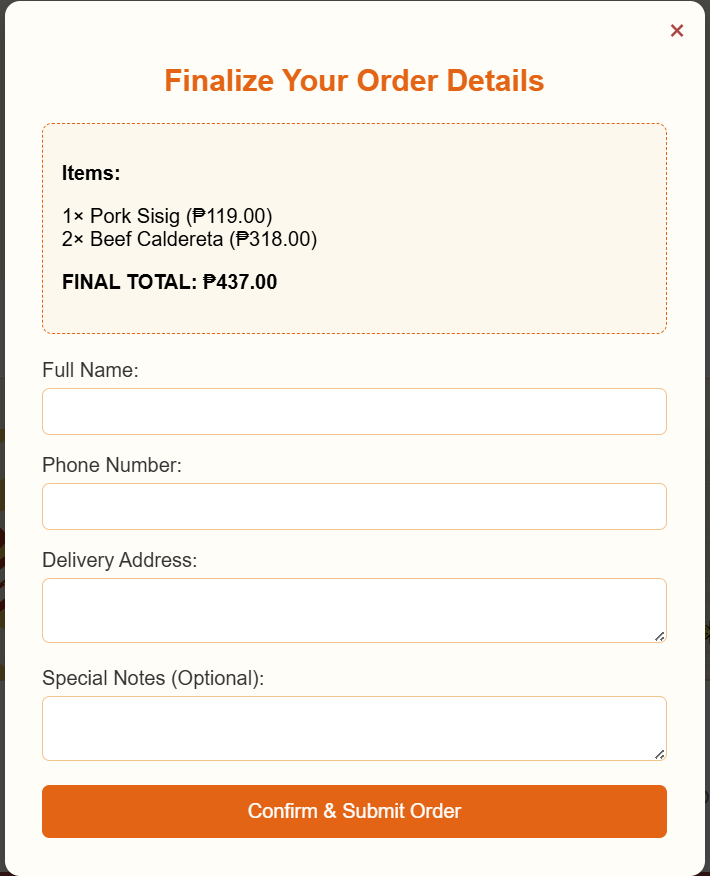 ×
Finalize Your Order Details
Items:
1× Pork Sisig (₱119.00)
2× Beef Caldereta (₱318.00)
FINAL TOTAL: ₱437.00
Full Name:
Phone Number:
Delivery Address:
Special Notes (Optional):
Confirm & Submit Order